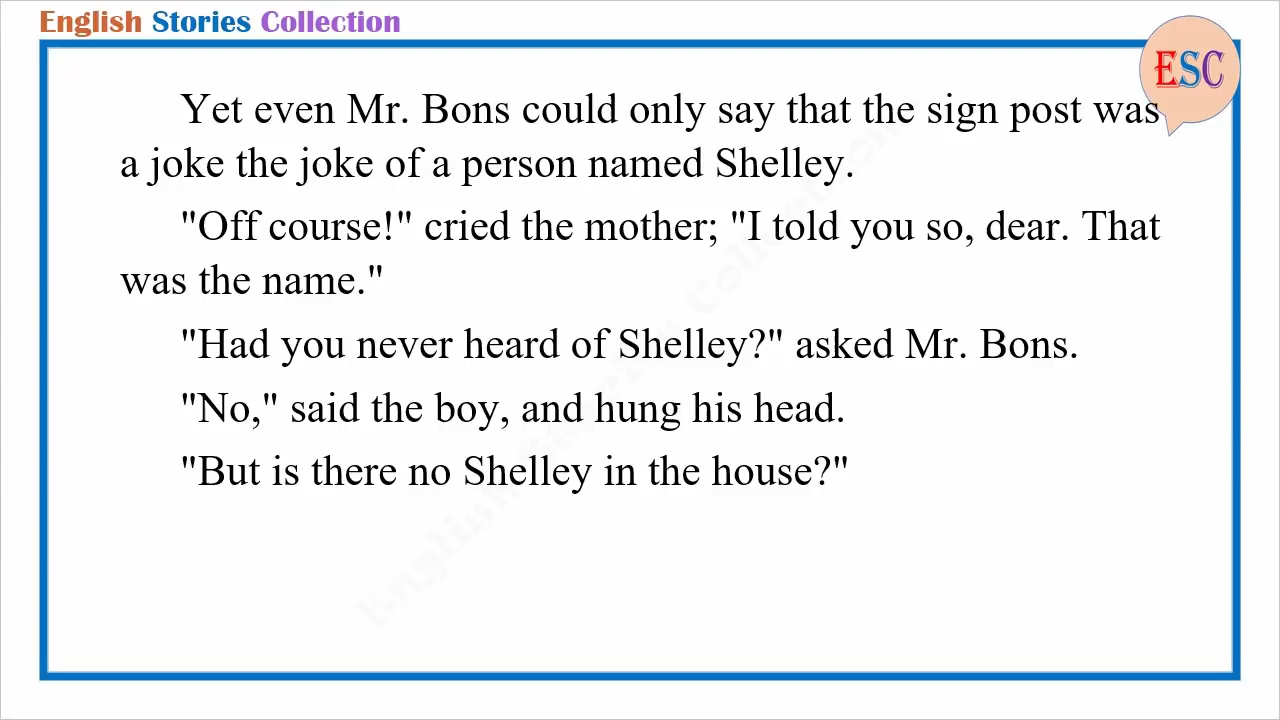 English Stories Collection
ESC
Yet even Mr. Bons could only say that the sign post was
a joke the joke of a person named Shelley.
"Off course!" cried the mother; "I told you so, dear. That
was the name."
"Had you never heard of Shelley?" asked Mr. Bons.
"No," said the boy, and hung his head.
"But is there no Shelley in the house?"
English Stories Collection